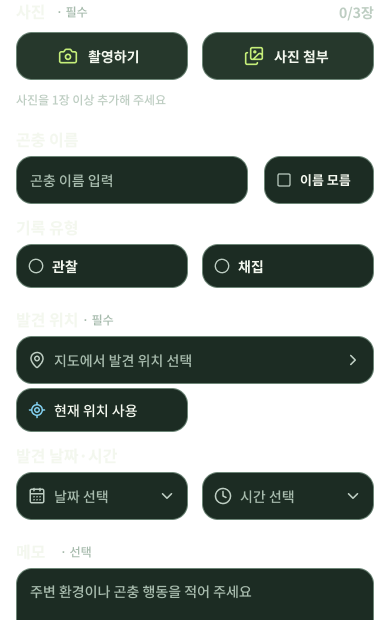 사진 · 필수 0/3장
촬영하기 사진 첨부
사진을 1장 이상 추가해 주세요
곤충 이름
곤충 이름 입력 이름 모름
기록 유형
관찰 채집
발견 위치 · 필수
지도에서 발견 위치 선택
현재 위치 사용
발견 날짜·시간
날짜 선택 시간 선택
메모 · 선택
주변 환경이나 곤충 행동을 적어 주세요